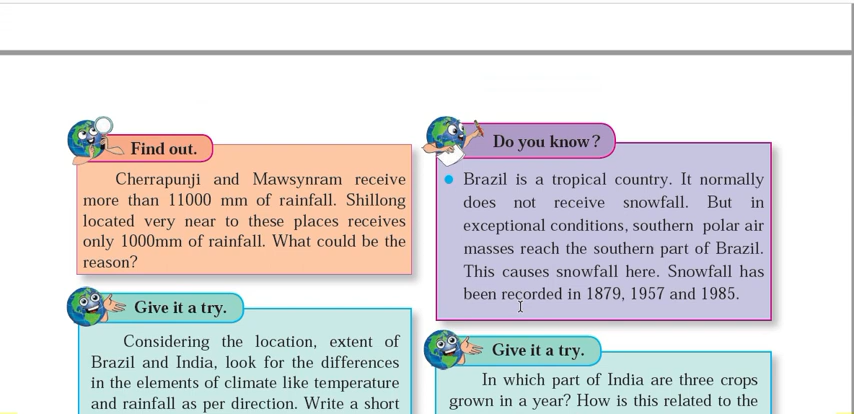 Find out.
Cherrapunji and Mawsynram receive
more than 11000 mm of rainfall. Shillong
located very near to these places receives
only 1000mm of rainfall. What could be the
reason?
Give it a try.
Considering the location, extent of
Brazil and India, look for the differences
in the elements of climate like temperature
and rainfall as per direction. Write a short
Do you know?
Brazil is a tropical country. It normally
does not receive snowfall. But in
exceptional conditions, southern polar air
masses reach the southern part of Brazil.
This causes snowfall here. Snowfall has
been recorded in 1879, 1957 and 1985.
Give it a try.
In which part of India are three crops
grown in a year? How is this related to the